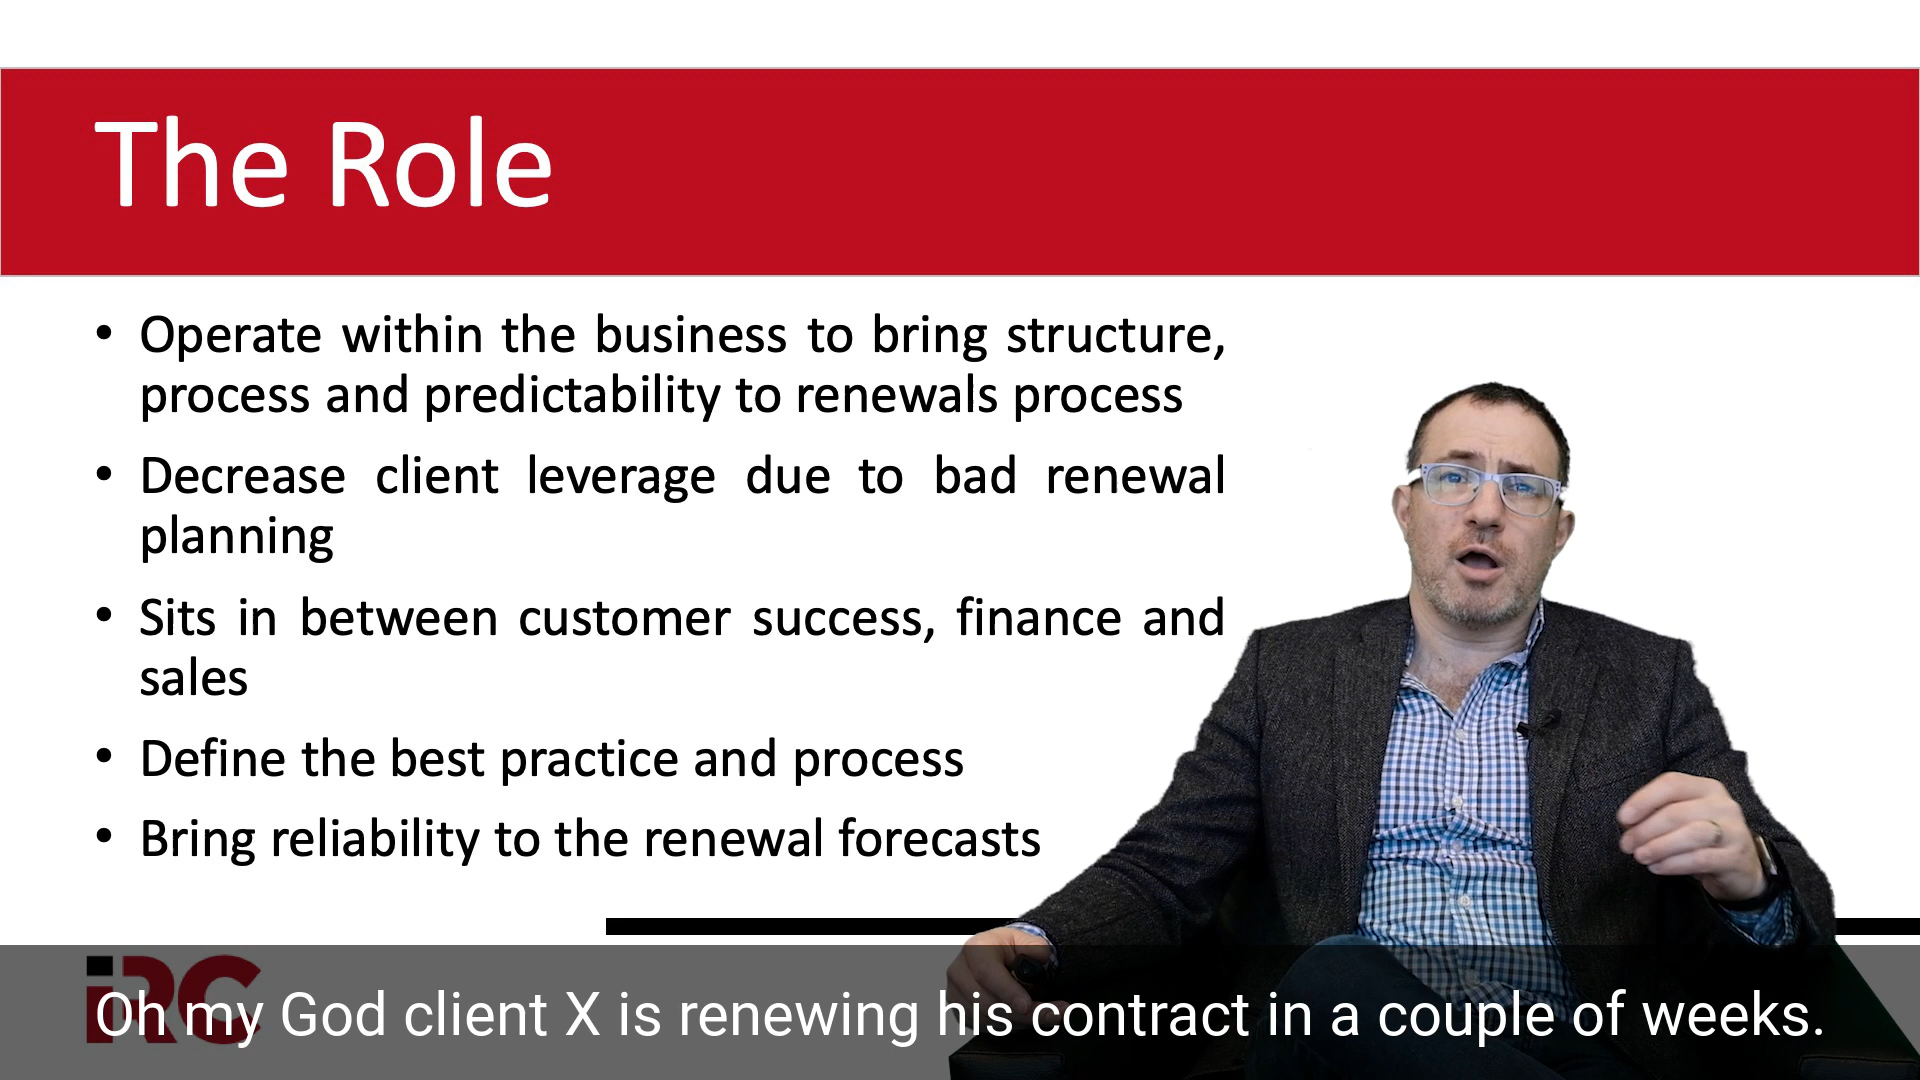 The Role
• Operate within the business to bring structure,
process and predictability to renewals process
• Decrease client leverage due to bad renewal
planning
• Sits in between customer success, finance and
sales
• Define the best practice and process
• Bring reliability to the renewal forecasts
iRC
Oh my God client X is renewing his contract in a couple of weeks.